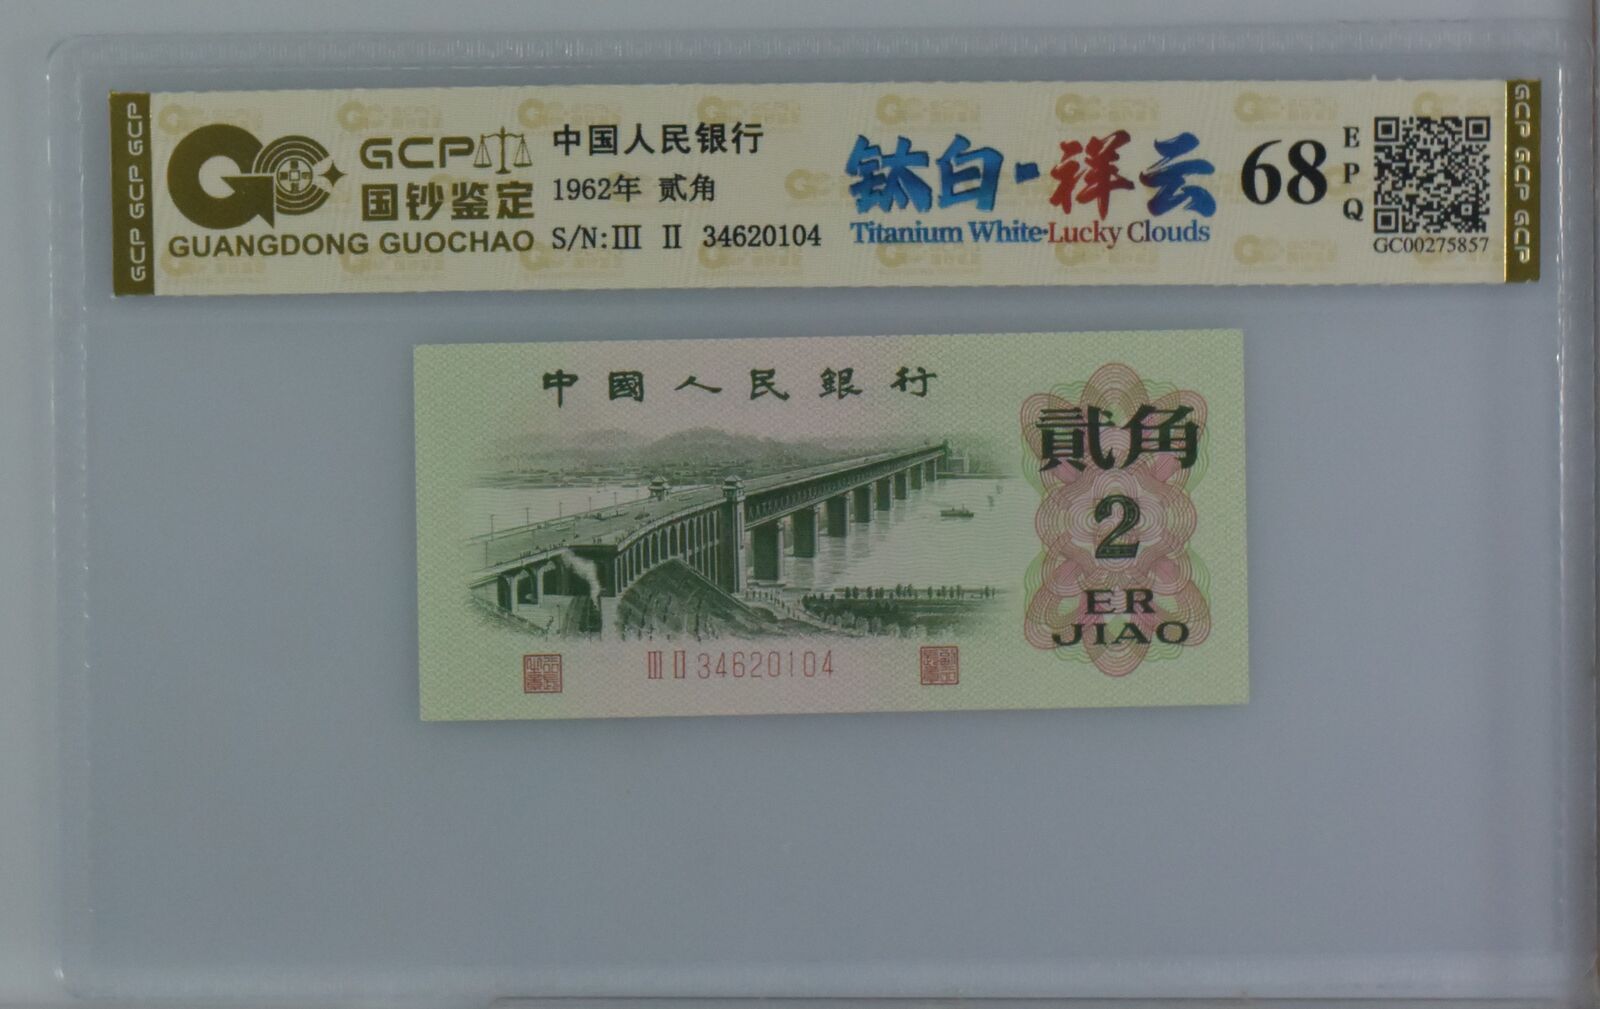 GCP GCP GCP
GCP
国钞鉴定
GUANGDONG GUOCHAO
中国人民银行
1962年 贰角
S/N:III II 34620104
钛白·祥云
Titanium White·Lucky Clouds
68
EPQ
GC00275857
GCP GCP GCP
中國人民銀行
貳角
2
ER
JIAO
III II 34620104